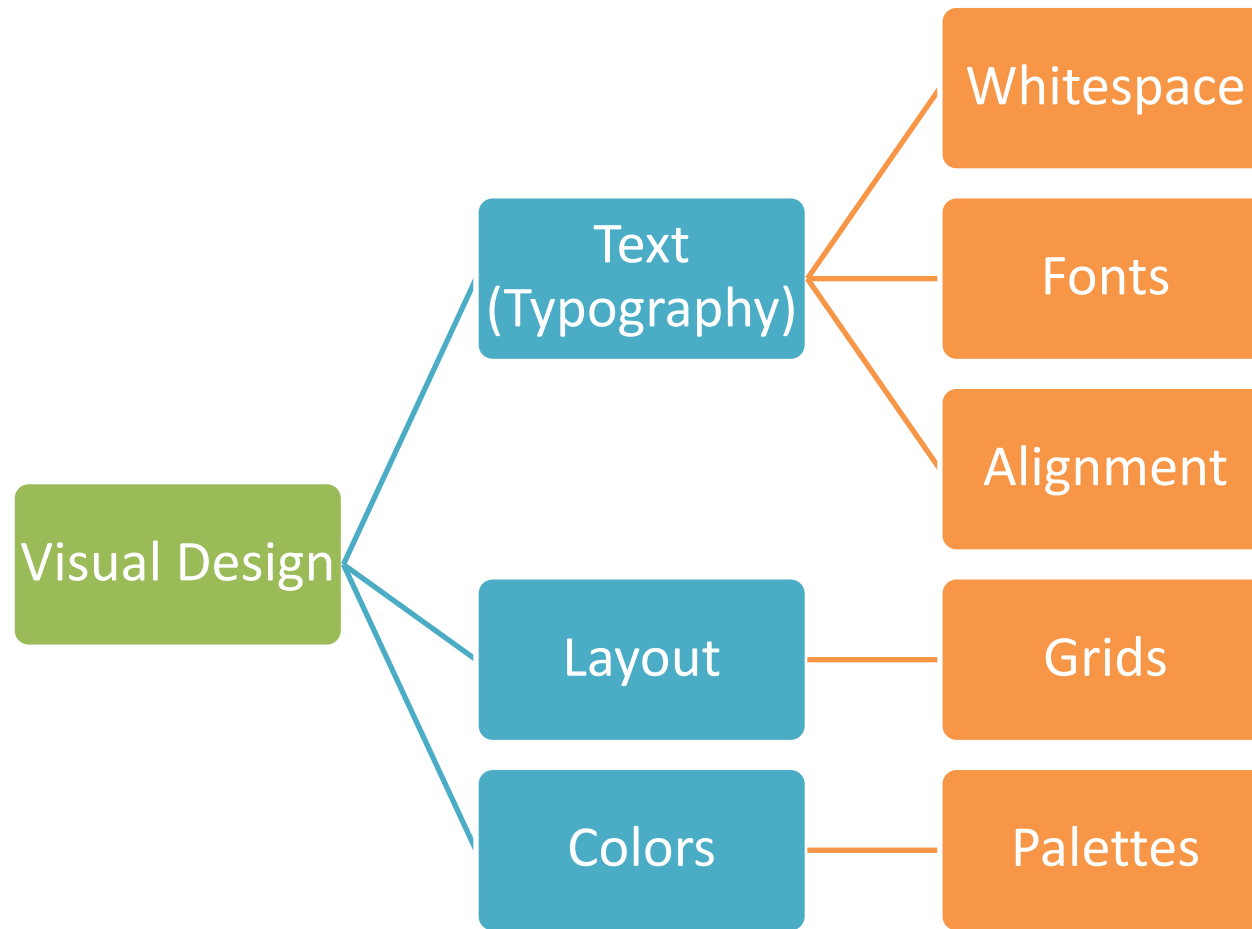 Visual Design
Text
(Typography)
Whitespace
Fonts
Alignment
Layout
Grids
Colors
Palettes